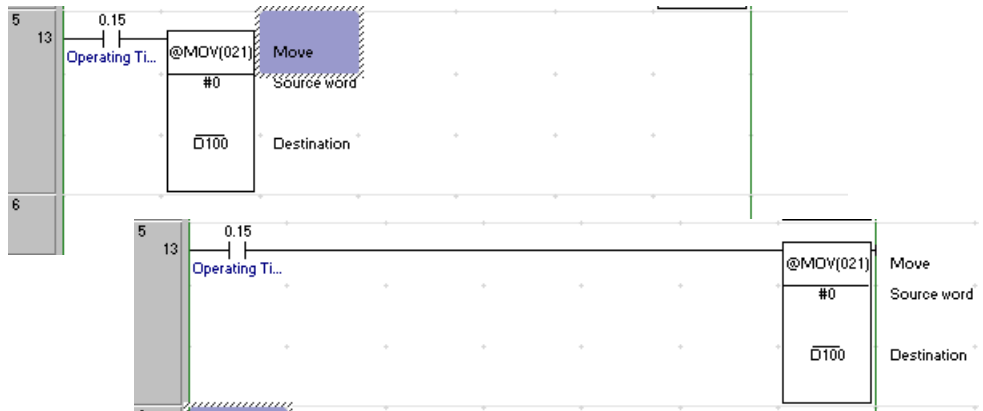 5 0.15
13
Operating Ti...
@MOV(021) Move
#0 Source word
D100 Destination
6
5 0.15
13
Operating Ti...
@MOV(021) Move
#0 Source word
D100 Destination